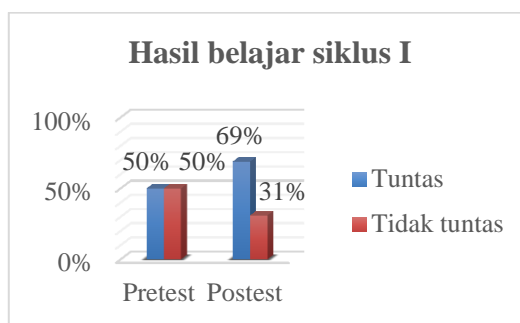 Hasil belajar siklus I
100%
50%
0%
50%
50%
69%
31%
Pretest
Postest
Tuntas
Tidak tuntas